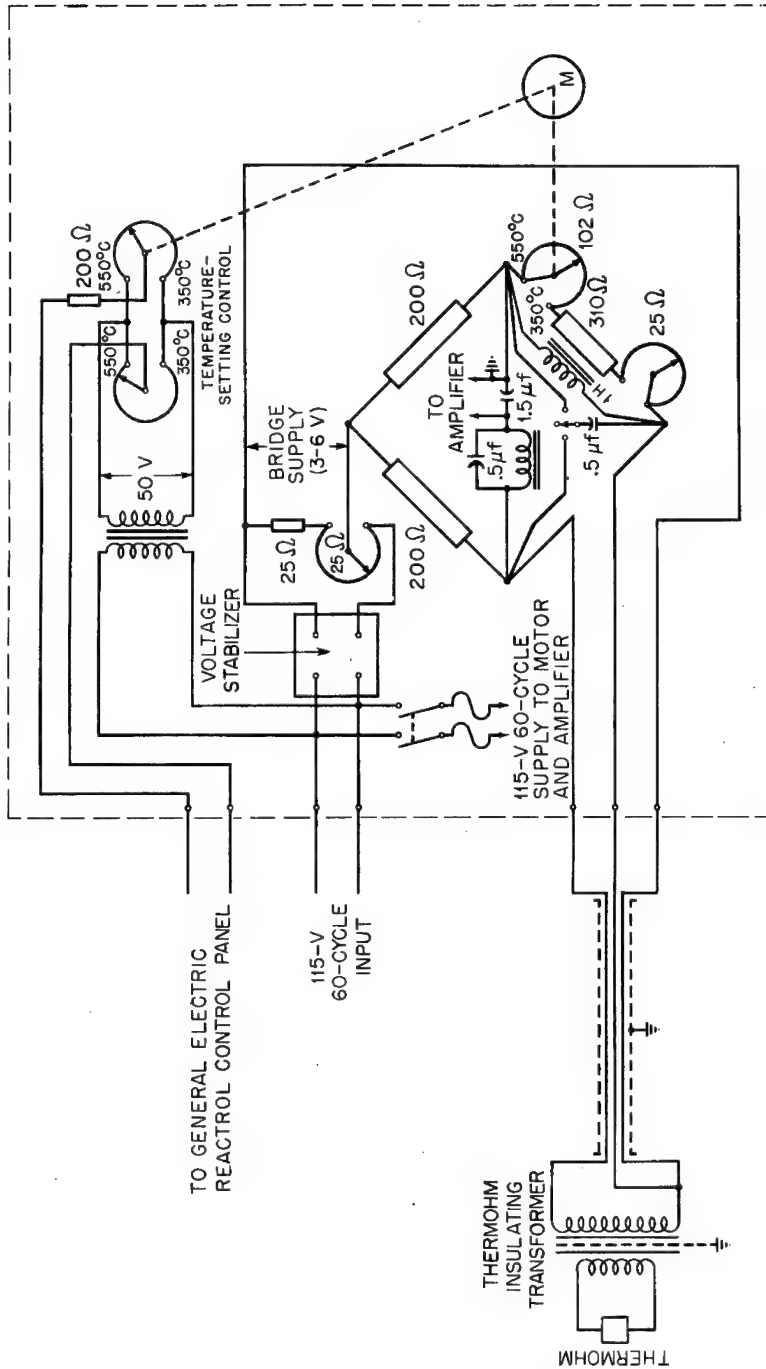 TO GENERAL ELECTRIC
REACTROL CONTROL PANEL
200 Ω
550°C
550°C
350°C
350°C
TEMPERATURE-
SETTING CONTROL
50 V
115-V
60-CYCLE
INPUT
VOLTAGE
STABILIZER
25 Ω
25 Ω
BRIDGE
SUPPLY
(3-6 V)
M
200 Ω
200 Ω
TO
AMPLIFIER
.5 μf
1.5 μf
550°C
350°C
102 Ω
310 Ω
1 H
25 Ω
.5 μf
115-V 60-CYCLE
SUPPLY TO MOTOR
AND AMPLIFIER
THERMOHM
INSULATING
TRANSFORMER
THERMOHM